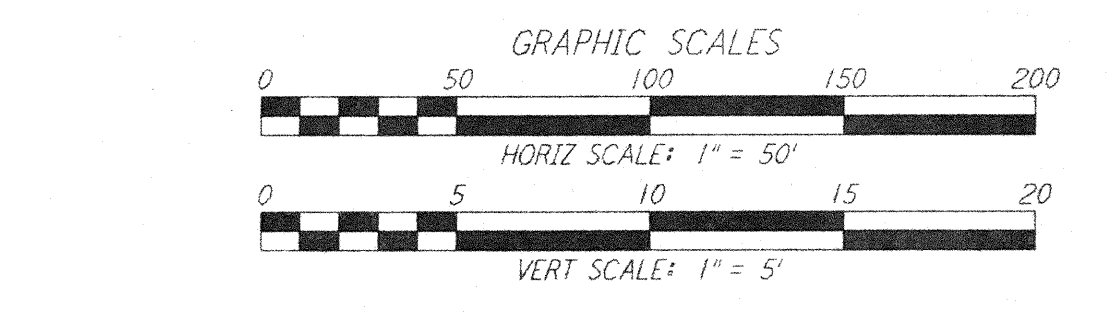 GRAPHIC SCALES
0 50 100 150 200
HORIZ SCALE: 1" = 50'
0 5 10 15 20
VERT SCALE: 1" = 5'